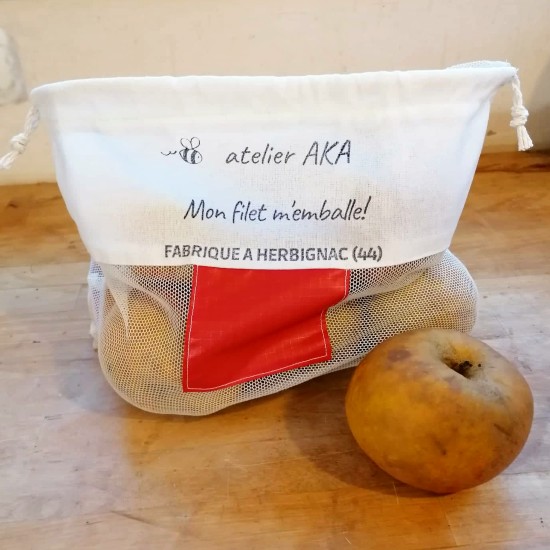 atelier AKA
Mon filet m'emballe!
FABRIQUE A HERBIGNAC (44)